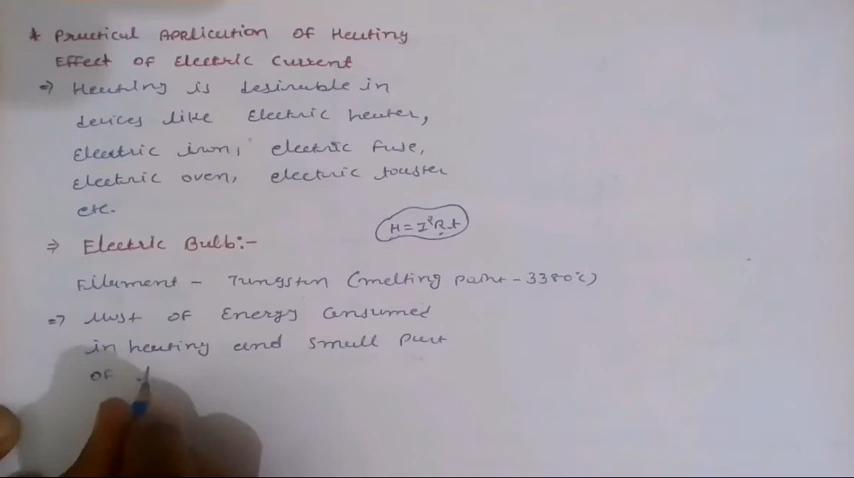 * Practical Application of Heating
Effect of Electric Current
⇒ Heating is desirable in
devices like Electric heater,
Electric iron, electric fuse,
Electric oven, electric toaster
etc.
H = I²Rt
⇒ Electric Bulb:-
Filament - Tungsten (melting point - 3380°C)
⇒ Most of Energy Consumed
in heating and small part
of